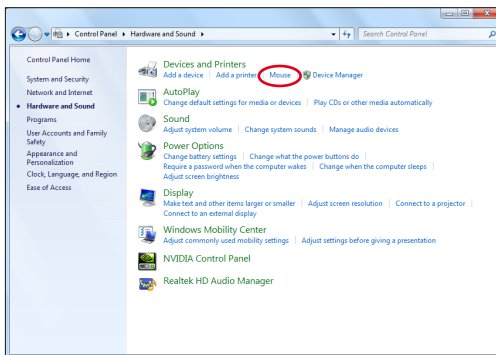 Control Panel Hardware and Sound Search Control Panel
Control Panel Home
System and Security
Network and Internet
Hardware and Sound
Programs
User Accounts and Family
Safety
Appearance and
Personalization
Clock, Language, and Region
Ease of Access
Devices and Printers
Add a device Add a printer Mouse Device Manager
AutoPlay
Change default settings for media or devices Play CDs or other media automatically
Sound
Adjust system volume Change system sounds Manage audio devices
Power Options
Change battery settings Change what the power buttons do
Require a password when the computer wakes Change when the computer sleeps
Adjust screen brightness
Display
Make text and other items larger or smaller Adjust screen resolution Connect to a projector
Connect to an external display
Windows Mobility Center
Adjust commonly used mobility settings Adjust settings before giving a presentation
NVIDIA Control Panel
Realtek HD Audio Manager